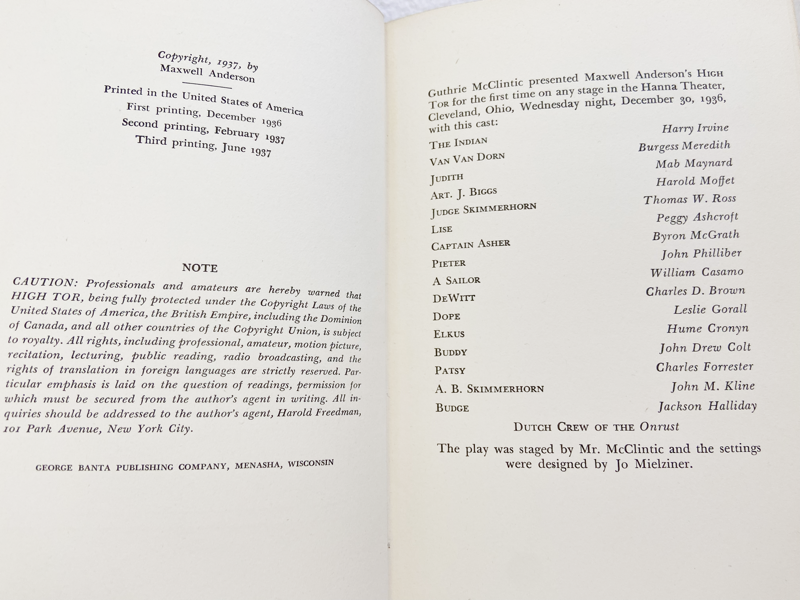 Copyright, 1937, by
Maxwell Anderson
Printed in the United States of America
First printing, December 1936
Second printing, February 1937
Third printing, June 1937
NOTE
CAUTION: Professionals and amateurs are hereby warned that
HIGH TOR, being fully protected under the Copyright Laws of the
United States of America, the British Empire, including the Dominion
of Canada, and all other countries of the Copyright Union, is subject
to royalty. All rights, including professional, amateur, motion picture,
recitation, lecturing, public reading, radio broadcasting, and the
rights of translation in foreign languages are strictly reserved. Par-
ticular emphasis is laid on the question of readings, permission for
which must be secured from the author's agent in writing. All in-
quiries should be addressed to the author's agent, Harold Freedman,
101 Park Avenue, New York City.
GEORGE BANTA PUBLISHING COMPANY, MENASHA, WISCONSIN
Guthrie McClintic presented Maxwell Anderson's HIGH
TOR for the first time on any stage in the Hanna Theater,
Cleveland, Ohio, Wednesday night, December 30, 1936,
with this cast:
THE INDIAN Harry Irvine
VAN VAN DORN Burgess Meredith
JUDITH Mab Maynard
ART. J. BIGGS Harold Moffet
JUDGE SKIMMERHORN Thomas W. Ross
LISE Peggy Ashcroft
CAPTAIN ASHER Byron McGrath
PIETER John Philliber
A SAILOR William Casamo
DEWITT Charles D. Brown
DOPE Leslie Gorall
ELKUS Hume Cronyn
BUDDY John Drew Colt
PATSY Charles Forrester
A. B. SKIMMERHORN John M. Kline
BUDGE Jackson Halliday
DUTCH CREW OF THE Onrust
The play was staged by Mr. McClintic and the settings
were designed by Jo Mielziner.